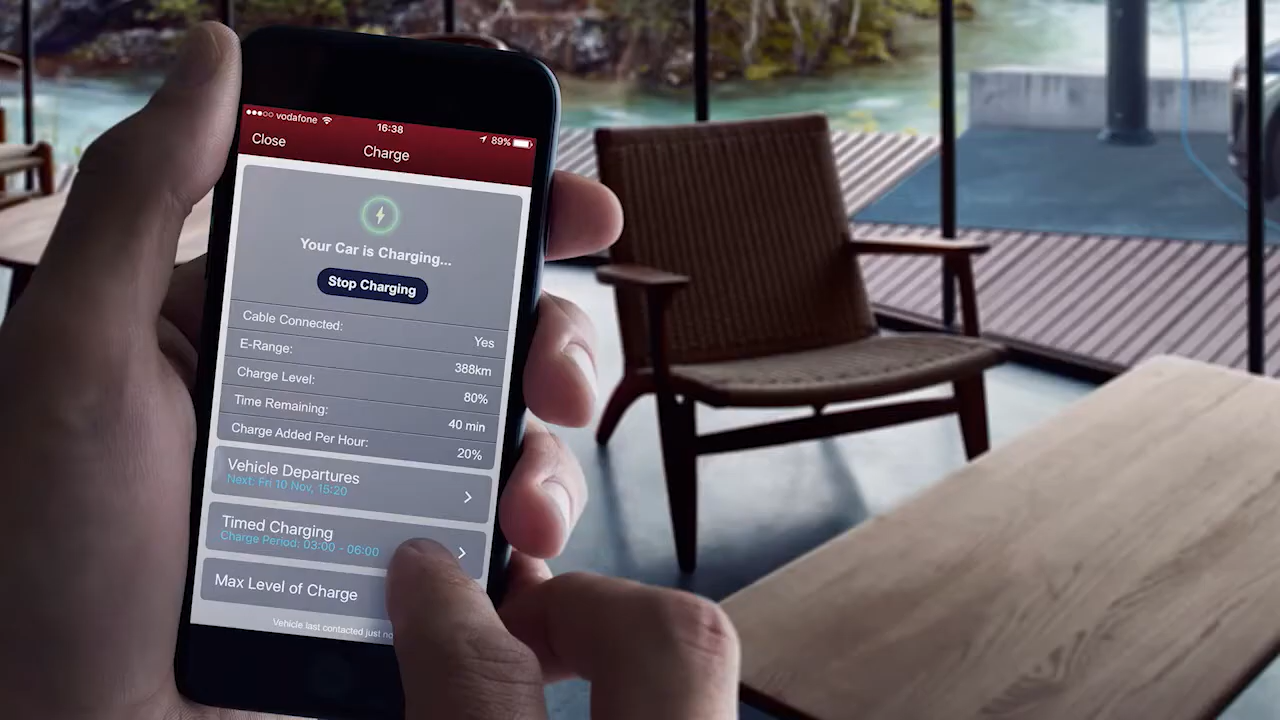 vodafone 16:38 89%
Close Charge
Your Car is Charging...
Stop Charging
Cable Connected: Yes
E-Range: 388km
Charge Level: 80%
Time Remaining: 40 min
Charge Added Per Hour: 20%
Vehicle Departures
Next: Fri 10 Nov, 15:20
Timed Charging
Charge Period: 03:00 - 06:00
Max Level of Charge
Vehicle last contacted just